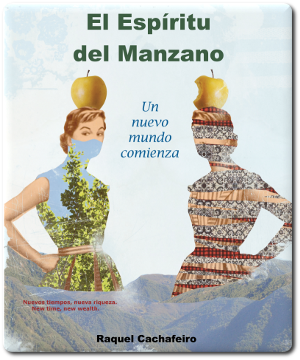 El Espíritu
del Manzano
Un
nuevo
mundo
comienza
Nuevos tiempos, nueva riqueza.
New time, new wealth.
Raquel Cachafeiro